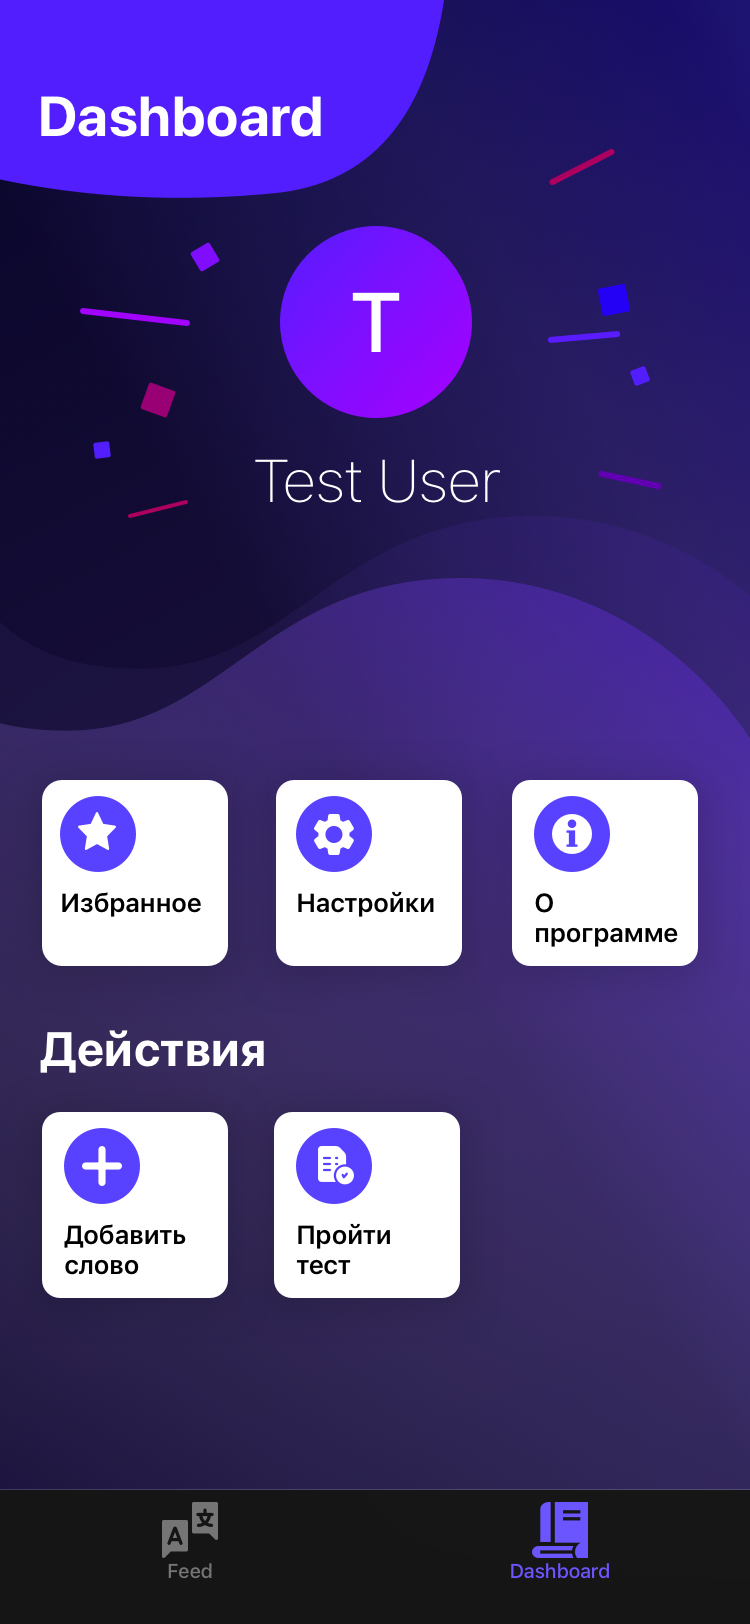 Dashboard
T
Test User
Избранное
Настройки
О
программе
Действия
Добавить
слово
Пройти
тест
A 文
Feed
Dashboard